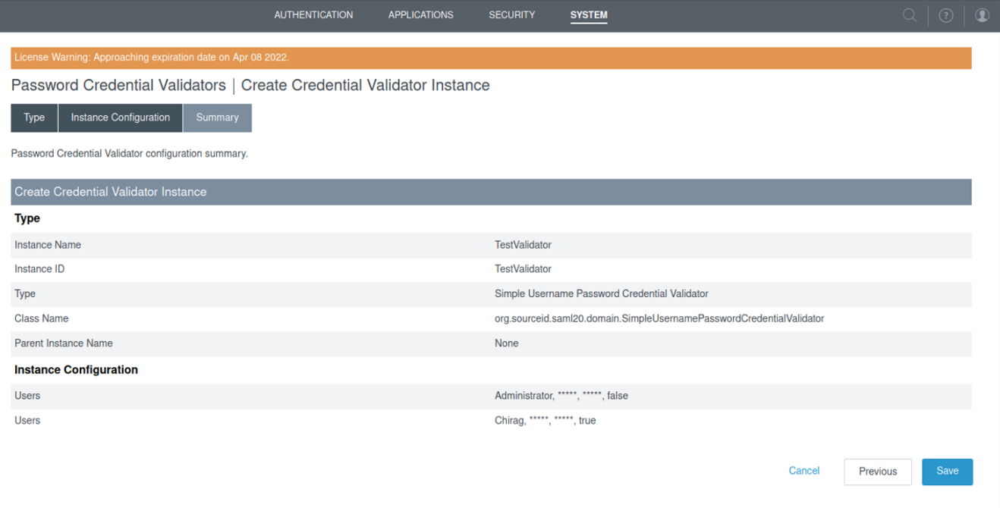 AUTHENTICATION APPLICATIONS SECURITY SYSTEM ?
License Warning: Approaching expiration date on Apr 08 2022.
Password Credential Validators | Create Credential Validator Instance
Type Instance Configuration Summary
Password Credential Validator configuration summary.
Create Credential Validator Instance
Type
Instance Name TestValidator
Instance ID TestValidator
Type Simple Username Password Credential Validator
Class Name org.sourceid.saml20.domain.SimpleUsernamePasswordCredentialValidator
Parent Instance Name None
Instance Configuration
Users Administrator, *****, *****, false
Users Chirag, *****, *****, true
Cancel Previous Save